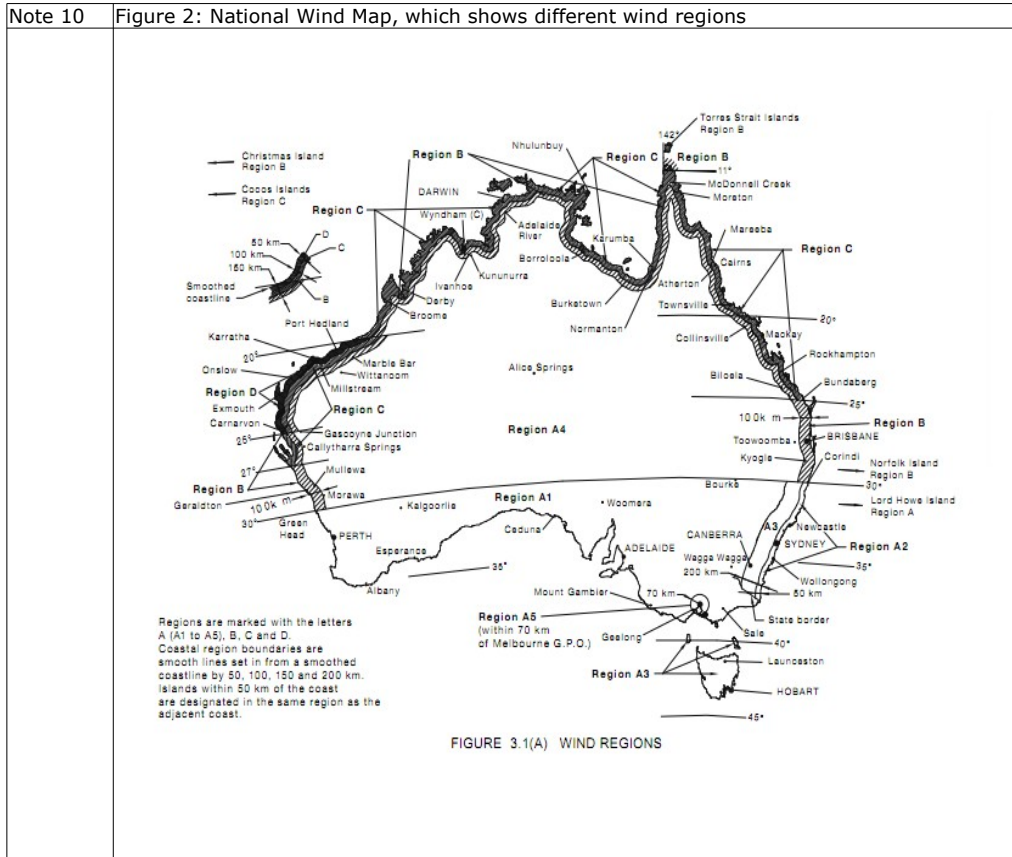 Note 10
Figure 2: National Wind Map, which shows different wind regions
Torres Strait Islands
Region B
142°
Nhulunbuy
Region B
Region C
Region B
11°
Christmas Island
Region B
McDonnell Creek
DARWIN
Moreton
Cocos Islands
Region C
Wyndham (C)
Region C
Adelaide
River
Karumba
Mareeba
D
50 km
C
100 km
Region C
150 km
Borroloola
Cairns
Kununurra
Smoothed
coastline
B
Ivanhoe
Atherton
Derby
Burketown
Townsville
Broome
Port Hedland
Normanton
20°
Karratha
Collinsville
Mackay
20°
Marble Bar
Onslow
Wittanoom
Rockhampton
Millstream
Alice Springs
Biloela
Region D
Bundaberg
Exmouth
Region C
25°
Carnarvon
100k m
Region B
25°
Gascoyne Junction
Region A4
Toowoomba
BRISBANE
Callytharra Springs
Kyogle
Corindi
27°
Norfolk Island
Region B
Mullewa
Region B
Bourke
30°
Geraldton
100k m
Morawa
Region A1
Woomera
Lord Howe Island
Region A
30°
Kalgoorlie
Green
Head
A3
Newcastle
PERTH
Ceduna
CANBERRA
SYDNEY
Esperance
ADELAIDE
Wagga Wagga
Region A2
35°
200 km
35°
Wollongong
Albany
Mount Gambier
70 km
50 km
Region A5
(within 70 km
of Melbourne G.P.O.)
State border
Geelong
Sale
40°
Launceston
Region A3
HOBART
45°
Regions are marked with the letters
A (A1 to A5), B, C and D.
Coastal region boundaries are
smooth lines set in from a smoothed
coastline by 50, 100, 150 and 200 km.
Islands within 50 km of the coast
are designated in the same region as the
adjacent coast.
FIGURE 3.1(A) WIND REGIONS